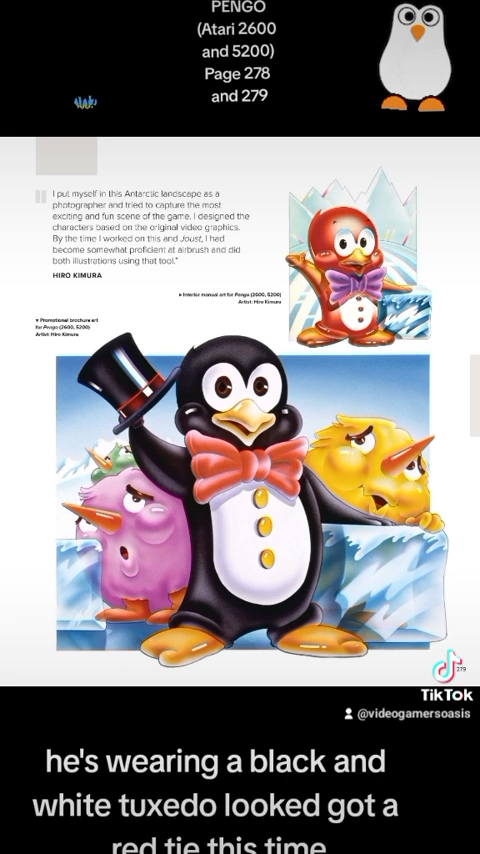 PENGO
(Atari 2600
and 5200)
Page 278
and 279
I put myself in this Antarctic landscape as a
photographer and tried to capture the most
exciting and fun scene of the game. I designed the
characters based on the original video graphics.
By the time I worked on this and Joust, I had
become somewhat proficient at airbrush and did
both illustrations using that tool."
HIRO KIMURA
▸ Interior manual art for Pengo (2600, 5200)
Artist: Hiro Kimura
▾ Promotional brochure art
for Pengo (2600, 5200)
Artist: Hiro Kimura
279
TikTok
@videogamersoasis
he's wearing a black and
white tuxedo looked got a
red tie this time